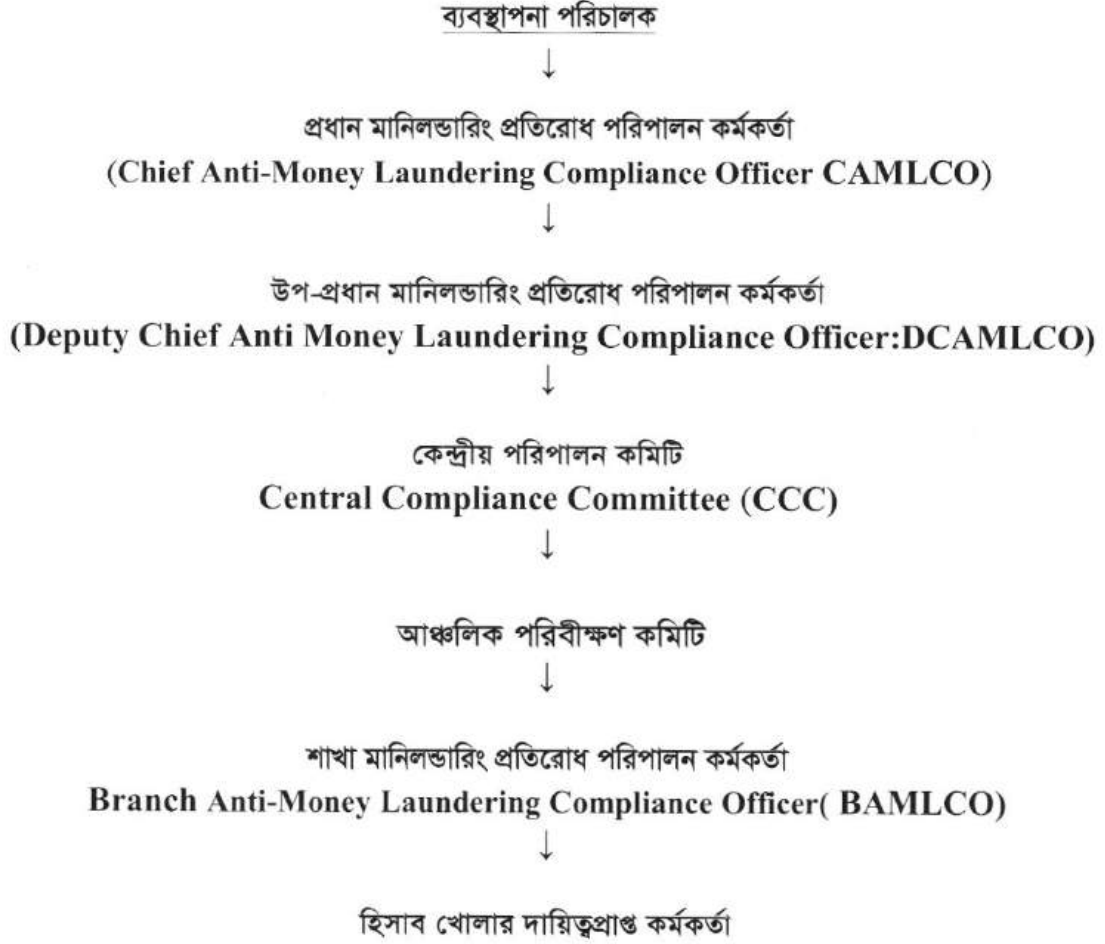 ব্যবস্থাপনা পরিচালক
↓
প্রধান মানিলন্ডারিং প্রতিরোধ পরিপালন কর্মকর্তা
(Chief Anti-Money Laundering Compliance Officer CAMLCO)
↓
উপ-প্রধান মানিলন্ডারিং প্রতিরোধ পরিপালন কর্মকর্তা
(Deputy Chief Anti Money Laundering Compliance Officer:DCAMLCO)
↓
কেন্দ্রীয় পরিপালন কমিটি
Central Compliance Committee (CCC)
↓
আঞ্চলিক পরিবীক্ষণ কমিটি
↓
শাখা মানিলন্ডারিং প্রতিরোধ পরিপালন কর্মকর্তা
Branch Anti-Money Laundering Compliance Officer( BAMLCO)
↓
হিসাব খোলার দায়িত্বপ্রাপ্ত কর্মকর্তা